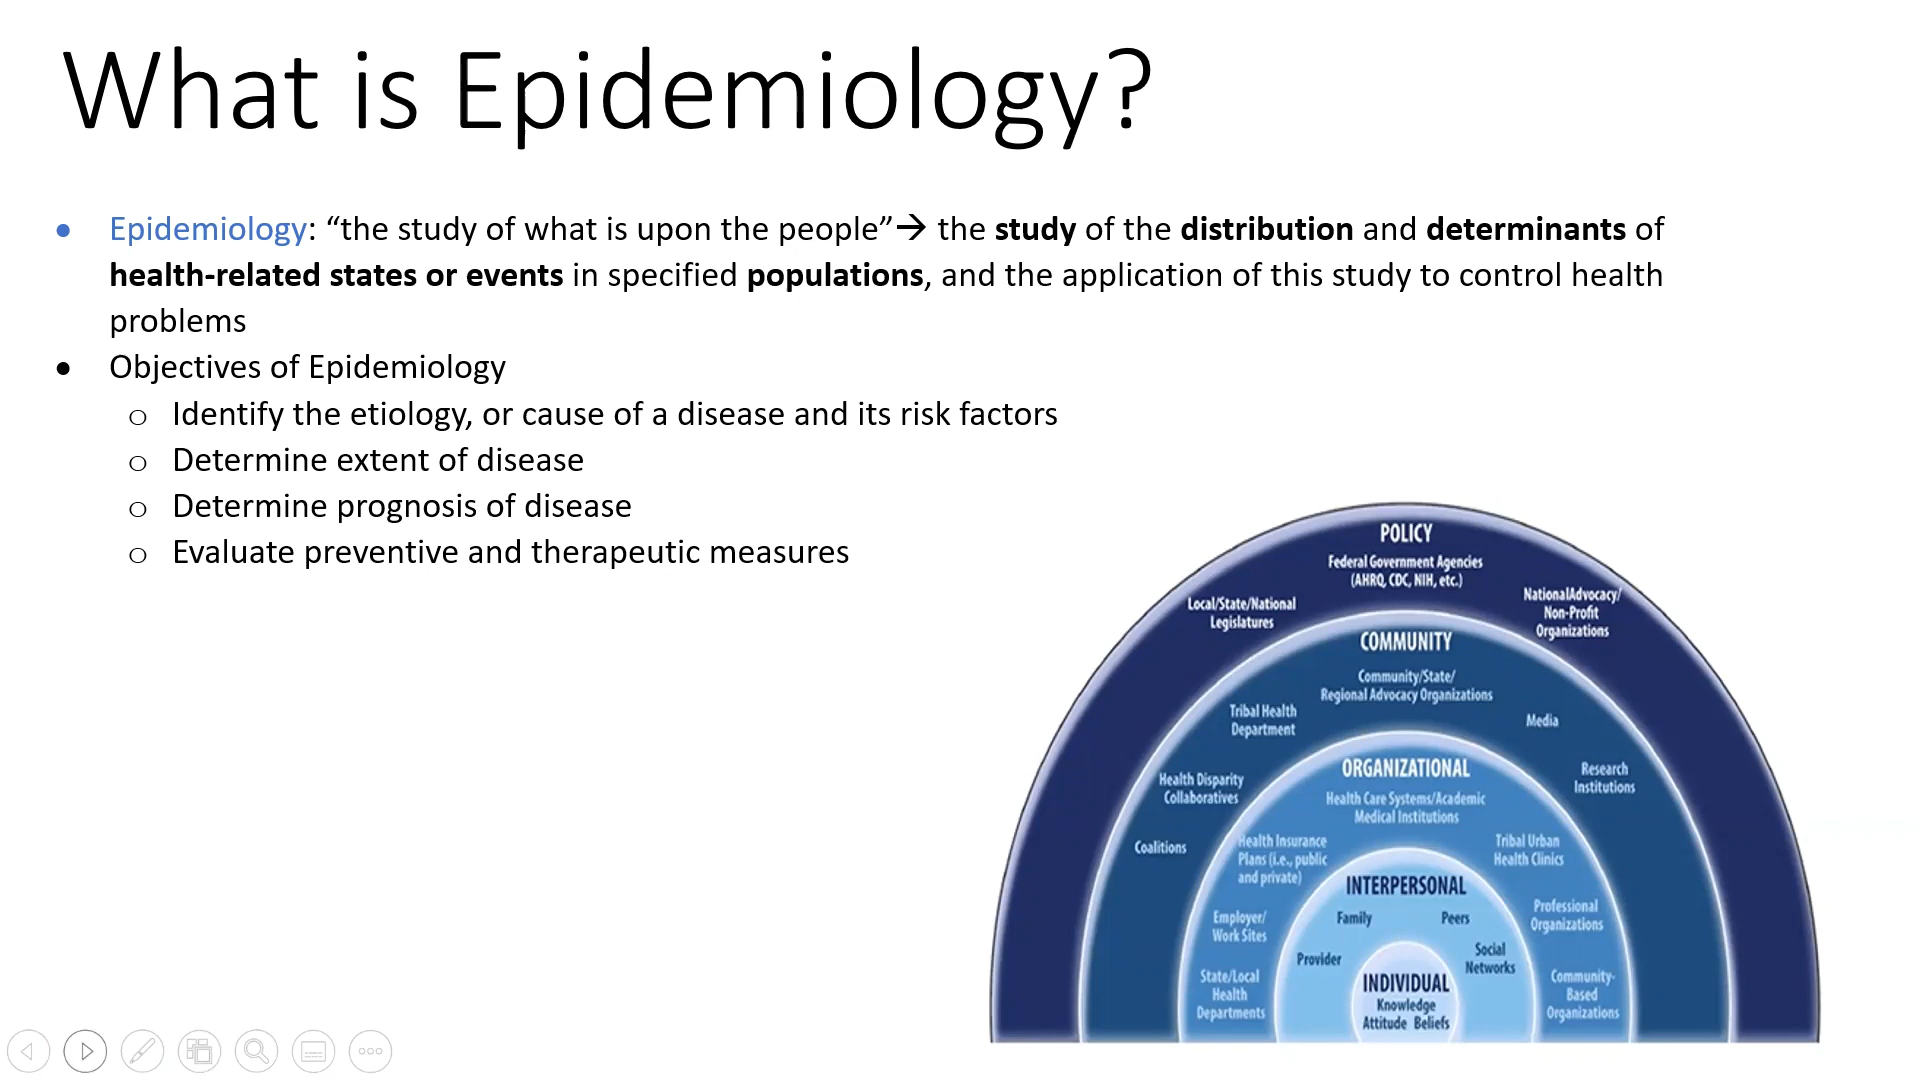 What is Epidemiology?
• Epidemiology: “the study of what is upon the people”→ the study of the distribution and determinants of
health-related states or events in specified populations, and the application of this study to control health
problems
• Objectives of Epidemiology
o Identify the etiology, or cause of a disease and its risk factors
o Determine extent of disease
o Determine prognosis of disease
o Evaluate preventive and therapeutic measures
POLICY
Federal Government Agencies
(AHRQ, CDC, NIH, etc.)
Local/State/National
Legislatures
NationalAdvocacy/
Non-Profit
Organizations
COMMUNITY
Community/State/
Regional Advocacy Organizations
Tribal Health
Department
Media
Health Disparity
Collaboratives
Research
Institutions
Coalitions
ORGANIZATIONAL
Health Care Systems/Academic
Medical Institutions
Health Insurance
Plans (i.e., public
and private)
Tribal Urban
Health Clinics
Employer/
Work Sites
Professional
Organizations
State/Local
Health
Departments
Community-
Based
Organizations
INTERPERSONAL
Family
Peers
Provider
Social
Networks
INDIVIDUAL
Knowledge
Attitude Beliefs